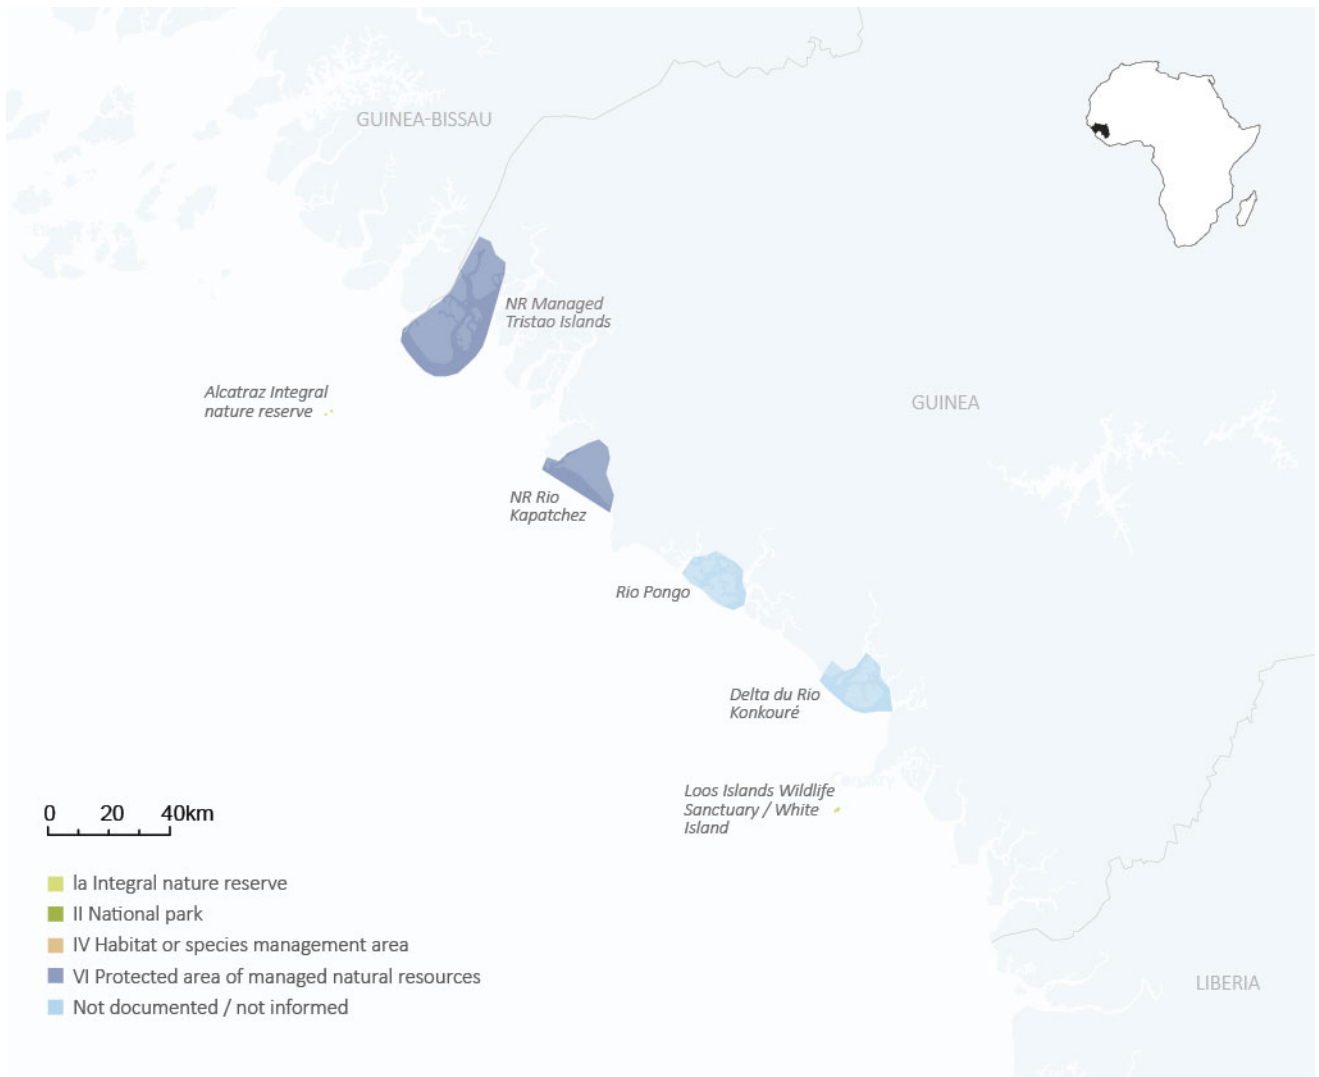 GUINEA-BISSAU
NR Managed
Tristao Islands
Alcatraz Integral
nature reserve
GUINEA
NR Rio
Kapatchez
Rio Pongo
Delta du Rio
Konkouré
Conakry
Loos Islands Wildlife
Sanctuary / White
Island
0 20 40km
la Integral nature reserve
II National park
IV Habitat or species management area
VI Protected area of managed natural resources
Not documented / not informed
LIBERIA